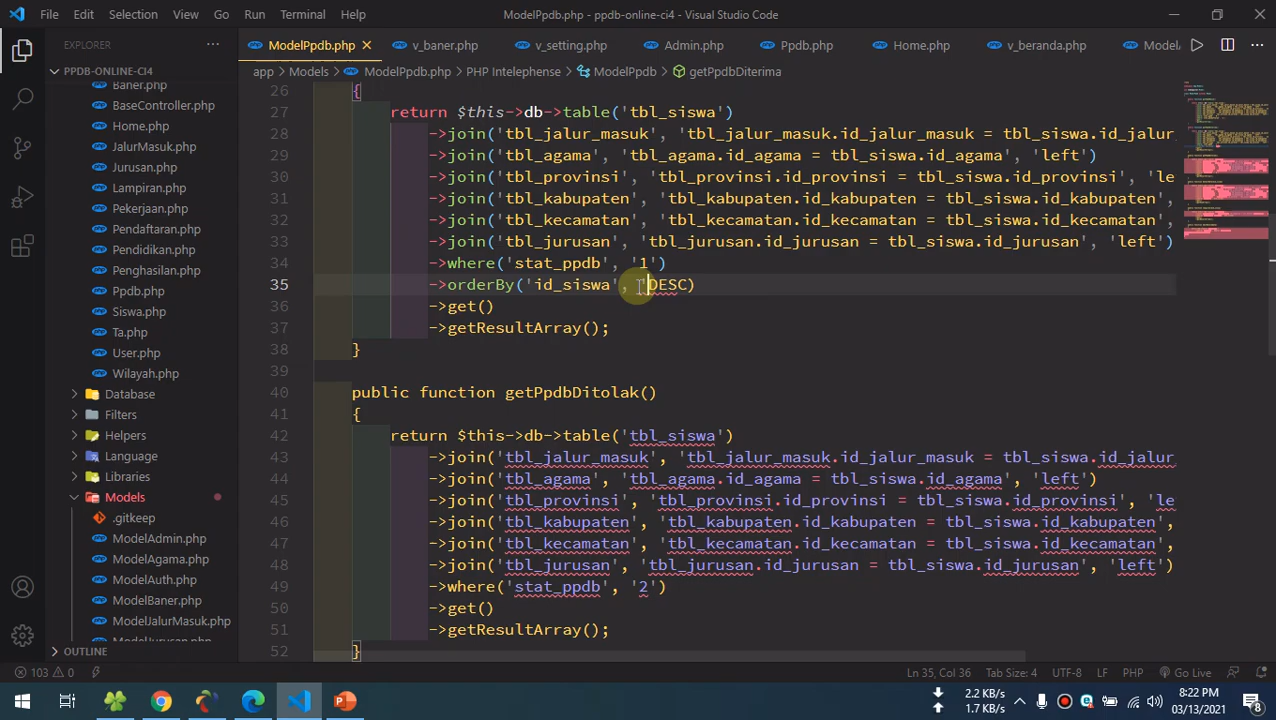 File Edit Selection View Go Run Terminal Help ModelPpdb.php - ppdb-online-ci4 - Visual Studio Code
EXPLORER
PPDB-ONLINE-CI4
Baner.php
BaseController.php
Home.php
JalurMasuk.php
Jurusan.php
Lampiran.php
Pekerjaan.php
Pendaftaran.php
Pendidikan.php
Penghasilan.php
Ppdb.php
Siswa.php
Ta.php
User.php
Wilayah.php
Database
Filters
Helpers
Language
Libraries
Models
.gitkeep
ModelAdmin.php
ModelAgama.php
ModelAuth.php
ModelBaner.php
ModelJalurMasuk.php
ModelJurusan.php
OUTLINE
ModelPpdb.php v_baner.php v_setting.php Admin.php Ppdb.php Home.php v_beranda.php Model
app > Models > ModelPpdb.php > PHP Intelephense > ModelPpdb > getPpdbDiterima
26 {
27 return $this->db->table('tbl_siswa')
28 ->join('tbl_jalur_masuk', 'tbl_jalur_masuk.id_jalur_masuk = tbl_siswa.id_jalur
29 ->join('tbl_agama', 'tbl_agama.id_agama = tbl_siswa.id_agama', 'left')
30 ->join('tbl_provinsi', 'tbl_provinsi.id_provinsi = tbl_siswa.id_provinsi', 'le
31 ->join('tbl_kabupaten', 'tbl_kabupaten.id_kabupaten = tbl_siswa.id_kabupaten',
32 ->join('tbl_kecamatan', 'tbl_kecamatan.id_kecamatan = tbl_siswa.id_kecamatan',
33 ->join('tbl_jurusan', 'tbl_jurusan.id_jurusan = tbl_siswa.id_jurusan', 'left')
34 ->where('stat_ppdb', '1')
35 ->orderBy('id_siswa', 'DESC)
36 ->get()
37 ->getResultArray();
38 }
39
40 public function getPpdbDitolak()
41 {
42 return $this->db->table('tbl_siswa')
43 ->join('tbl_jalur_masuk', 'tbl_jalur_masuk.id_jalur_masuk = tbl_siswa.id_jalur
44 ->join('tbl_agama', 'tbl_agama.id_agama = tbl_siswa.id_agama', 'left')
45 ->join('tbl_provinsi', 'tbl_provinsi.id_provinsi = tbl_siswa.id_provinsi', 'le
46 ->join('tbl_kabupaten', 'tbl_kabupaten.id_kabupaten = tbl_siswa.id_kabupaten',
47 ->join('tbl_kecamatan', 'tbl_kecamatan.id_kecamatan = tbl_siswa.id_kecamatan',
48 ->join('tbl_jurusan', 'tbl_jurusan.id_jurusan = tbl_siswa.id_jurusan', 'left')
49 ->where('stat_ppdb', '2')
50 ->get()
51 ->getResultArray();
52 }
103 0 Ln 35, Col 36 Tab Size: 4 UTF-8 LF PHP Go Live
2.2 KB/s
1.7 KB/s
8:22 PM
03/13/2021
8